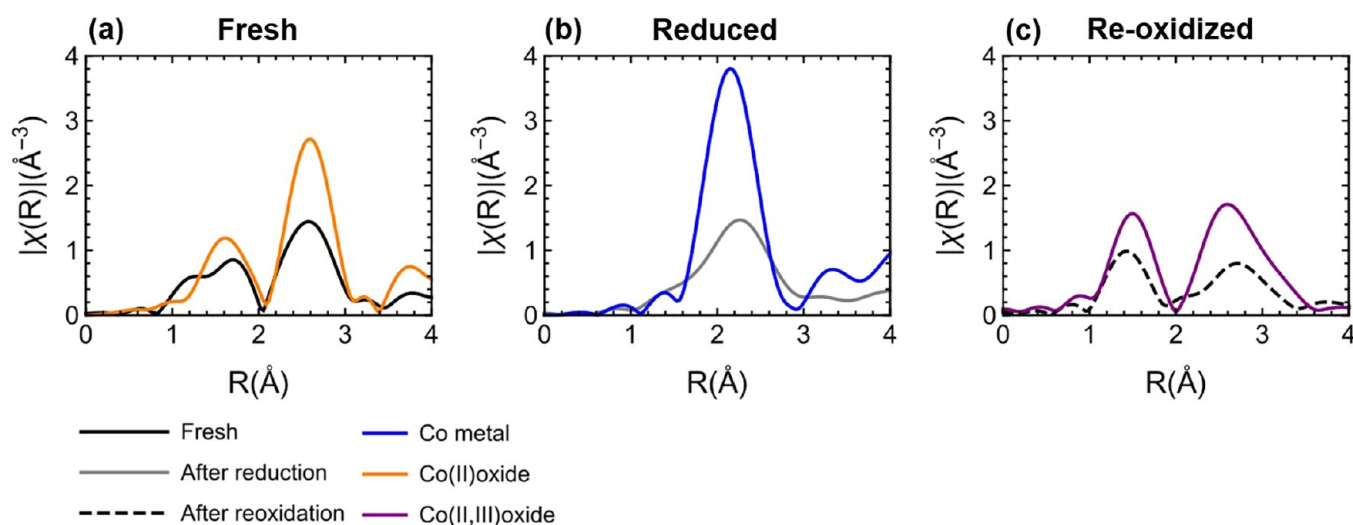 (a) Fresh
(b) Reduced
(c) Re-oxidized
4
3
2
1
0
|χ(R)|(Å⁻³)
0 1 2 3 4
R(Å)
4
3
2
1
0
|χ(R)|(Å⁻³)
0 1 2 3 4
R(Å)
4
3
2
1
0
|χ(R)|(Å⁻³)
0 1 2 3 4
R(Å)
Fresh
After reduction
After reoxidation
Co metal
Co(II)oxide
Co(II,III)oxide